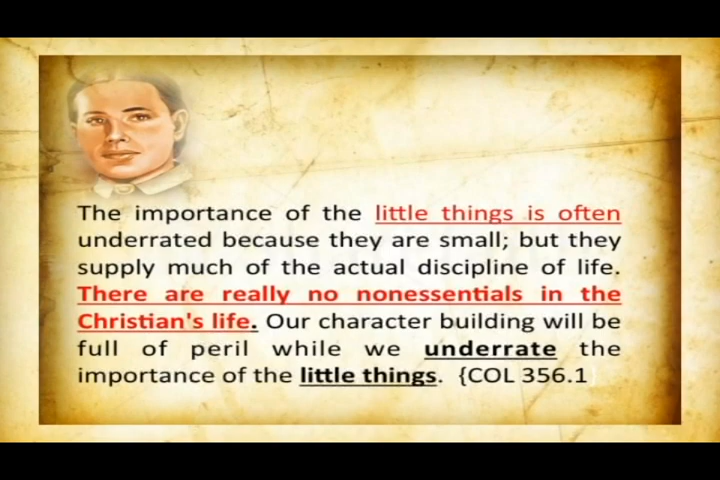 The importance of the little things is often
underrated because they are small; but they
supply much of the actual discipline of life.
There are really no nonessentials in the
Christian's life. Our character building will be
full of peril while we underrate the
importance of the little things. {COL 356.1}